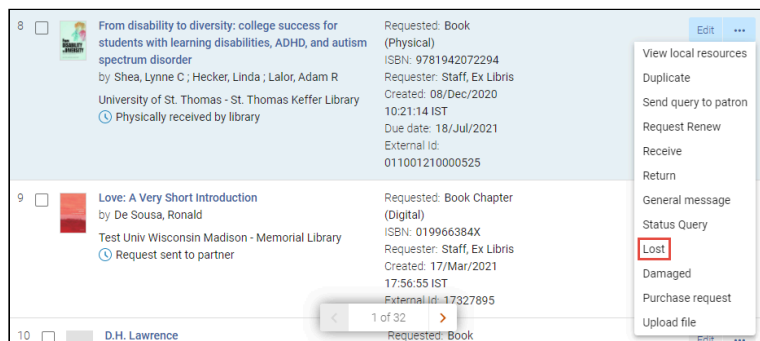 8
From disability to diversity: college success for
students with learning disabilities, ADHD, and autism
spectrum disorder
by Shea, Lynne C ; Hecker, Linda ; Lalor, Adam R
University of St. Thomas - St. Thomas Keffer Library
Physically received by library
Requested: Book
(Physical)
ISBN: 9781942072294
Requester: Staff, Ex Libris
Created: 08/Dec/2020
10:21:14 IST
Due date: 18/Jul/2021
External Id:
011001210000525
Edit
View local resources
Duplicate
Send query to patron
Request Renew
Receive
Return
General message
Status Query
Lost
Damaged
Purchase request
Upload file
9
Love: A Very Short Introduction
by De Sousa, Ronald
Test Univ Wisconsin Madison - Memorial Library
Request sent to partner
Requested: Book Chapter
(Digital)
ISBN: 019966384X
Requester: Staff, Ex Libris
Created: 17/Mar/2021
17:56:55 IST
External Id: 17327895
1 of 32
10
D.H. Lawrence
Requested: Book
Edit